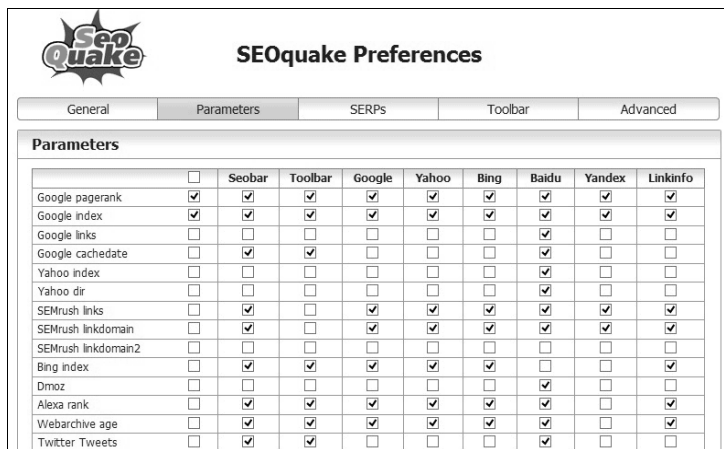 Seo
Quake
SEOquake Preferences
General Parameters SERPs Toolbar Advanced
Parameters
Seobar Toolbar Google Yahoo Bing Baidu Yandex Linkinfo
Google pagerank
Google index
Google links
Google cachedate
Yahoo index
Yahoo dir
SEMrush links
SEMrush linkdomain
SEMrush linkdomain2
Bing index
Dmoz
Alexa rank
Webarchive age
Twitter Tweets